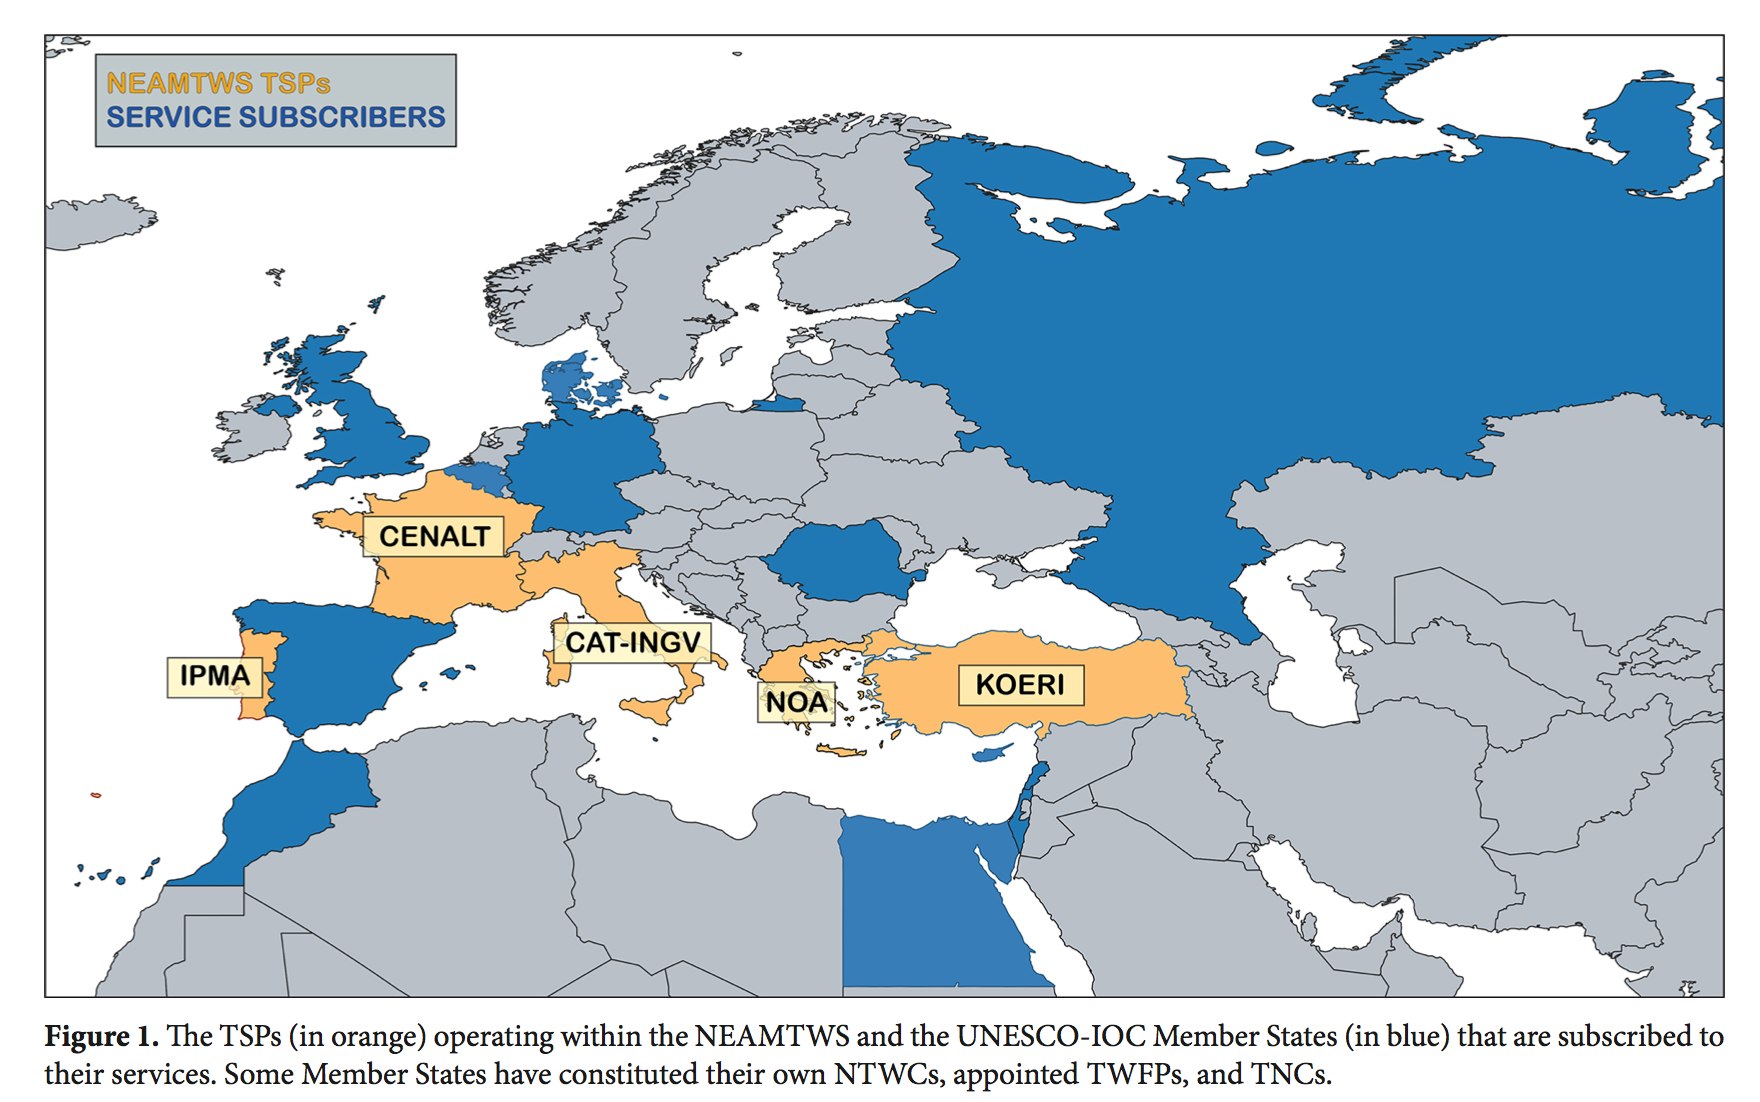 NEAMTWS TSPs
SERVICE SUBSCRIBERS
CENALT
CAT-INGV
IPMA
NOA
KOERI
Figure 1. The TSPs (in orange) operating within the NEAMTWS and the UNESCO-IOC Member States (in blue) that are subscribed to
their services. Some Member States have constituted their own NTWCs, appointed TWFPs, and TNCs.